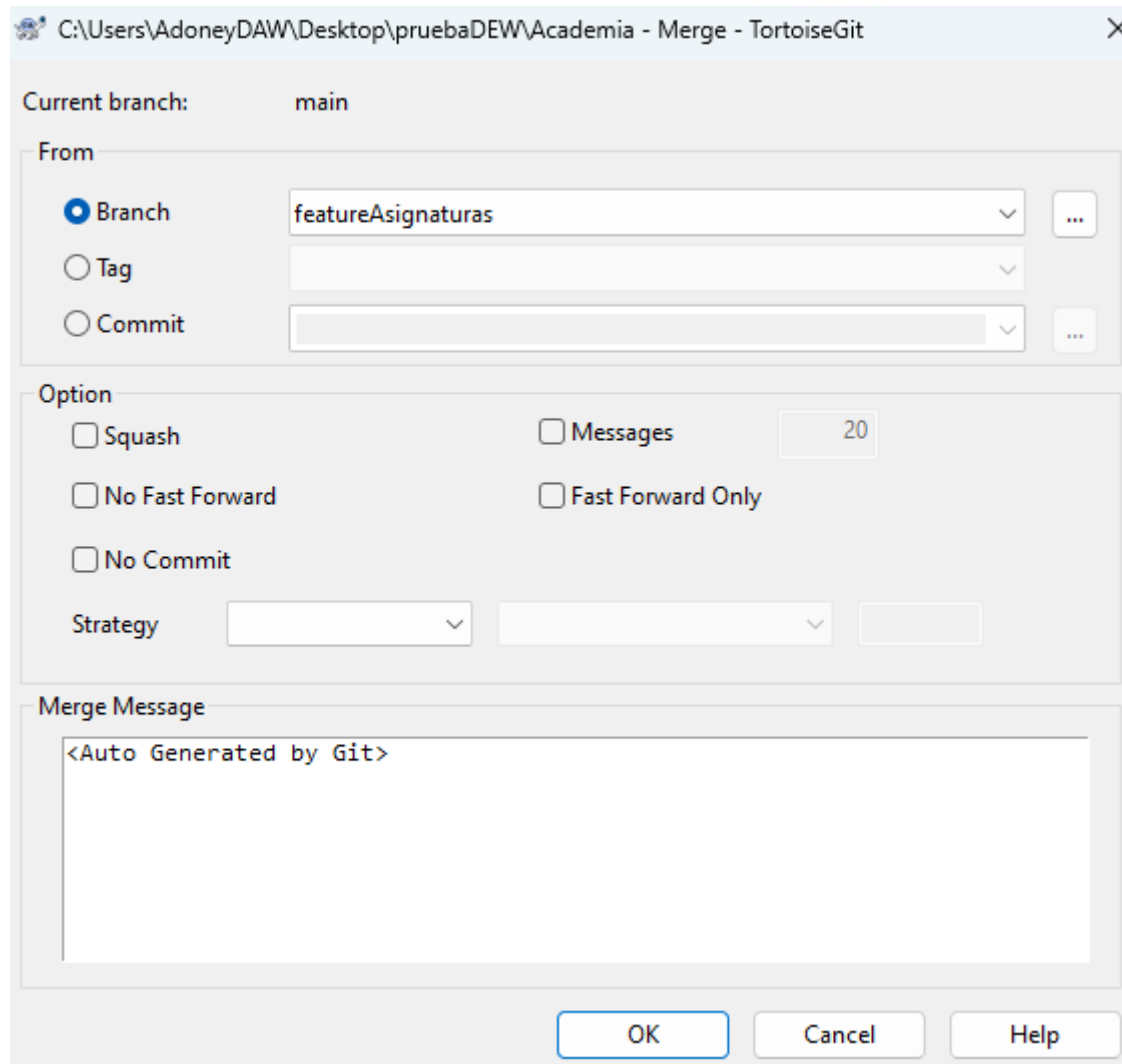 C:\Users\AdoneyDAW\Desktop\pruebaDEW\Academia - Merge - TortoiseGit
Current branch: main
From
Branch featureAsignaturas ...
Tag
Commit ...
Option
Squash Messages 20
No Fast Forward Fast Forward Only
No Commit
Strategy
Merge Message
<Auto Generated by Git>
OK Cancel Help